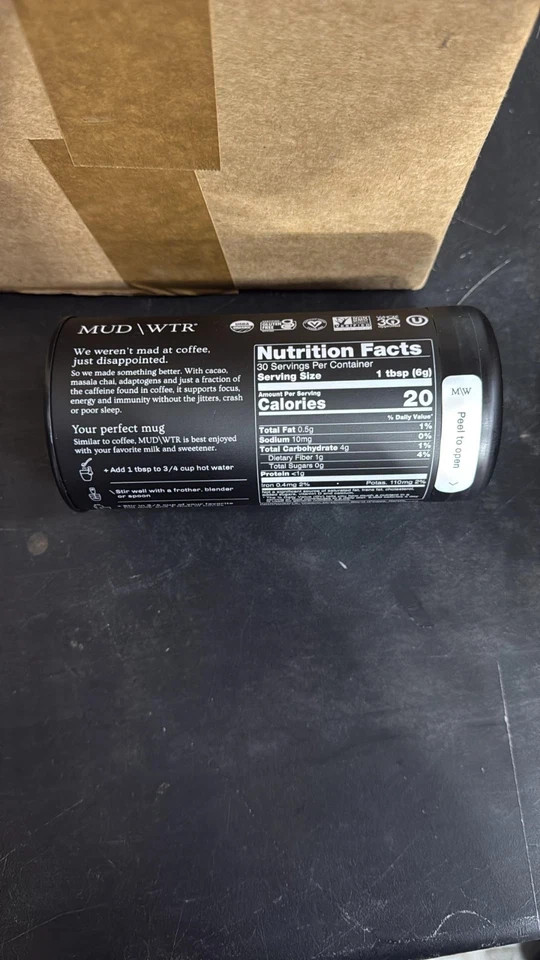 MUD\WTR
We weren't mad at coffee,
just disappointed.
So we made something better. With cacao,
masala chai, adaptogens and just a fraction of
the caffeine found in coffee, it supports focus,
energy and immunity without the jitters, crash
or poor sleep.
Your perfect mug
Similar to coffee, MUD\WTR is best enjoyed
with your favorite milk and sweetener.
+ Add 1 tbsp to 3/4 cup hot water
\ Stir well with a frother, blender
or spoon
USDA
ORGANIC
WHOLE
30
U
Nutrition Facts
30 Servings Per Container
Serving Size 1 tbsp (6g)
Amount Per Serving
Calories 20
% Daily Value*
Total Fat 0.5g 1%
Sodium 10mg 0%
Total Carbohydrate 4g 1%
Dietary Fiber 1g 4%
Total Sugars 0g
Protein <1g
Iron 0.4mg 2% • Potas. 110mg 2%
M\W
Peel to open